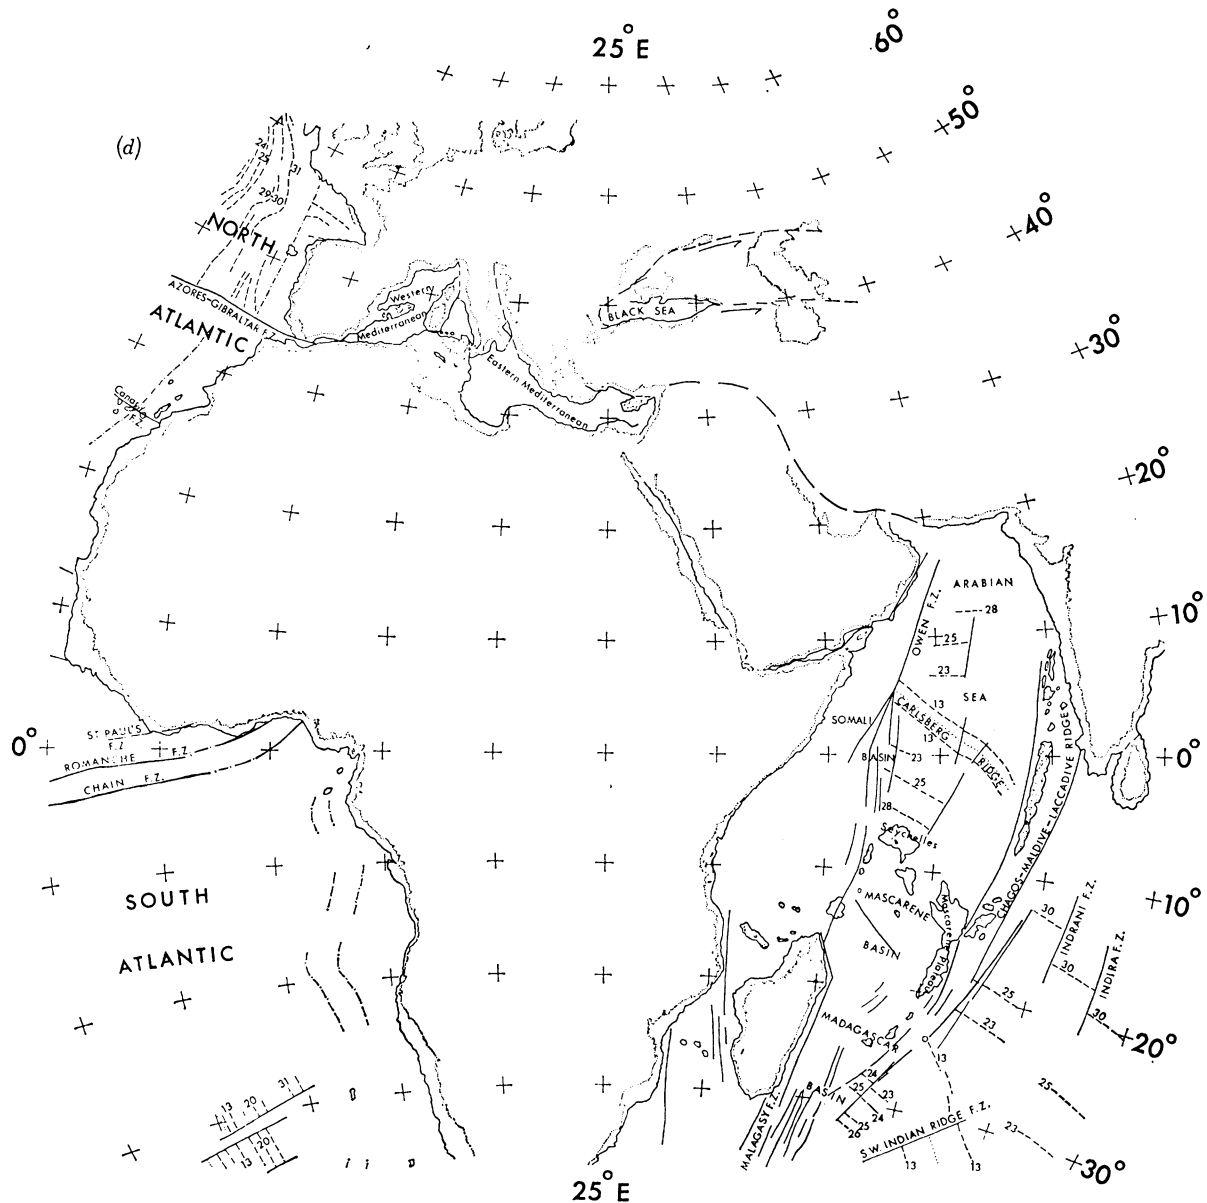 25°E
60°
50°
(d)
24
25
31
29-30
NORTH
40°
AZORES-GIBRALTAR F.Z.
ATLANTIC
Western
Mediterranean
BLACK SEA
30°
Eastern Mediterranean
Canary
F.Z.
20°
ARABIAN
28
OWEN F.Z.
25
23
10°
SEA
13
SOMALI
CARLSBERG
RIDGE
13
BASIN
23
25
28
Seychelles
ST PAUL'S
F.Z.
0°
ROMANCHE F.Z.
CHAIN F.Z.
0°
CHAGOS-MALDIVE-LACCADIVE RIDGE
SOUTH
ATLANTIC
MASCARENE
BASIN
Mascarene Plateau
30
INDRANI F.Z.
10°
30
INDIRA F.Z.
25
23
30
20°
MADAGASCAR
BASIN
13
24
25
23
24
25
26
25
23
MALAGASY F.Z.
S.W. INDIAN RIDGE F.Z.
13
13
30°
31
20
13
20
13
25°E